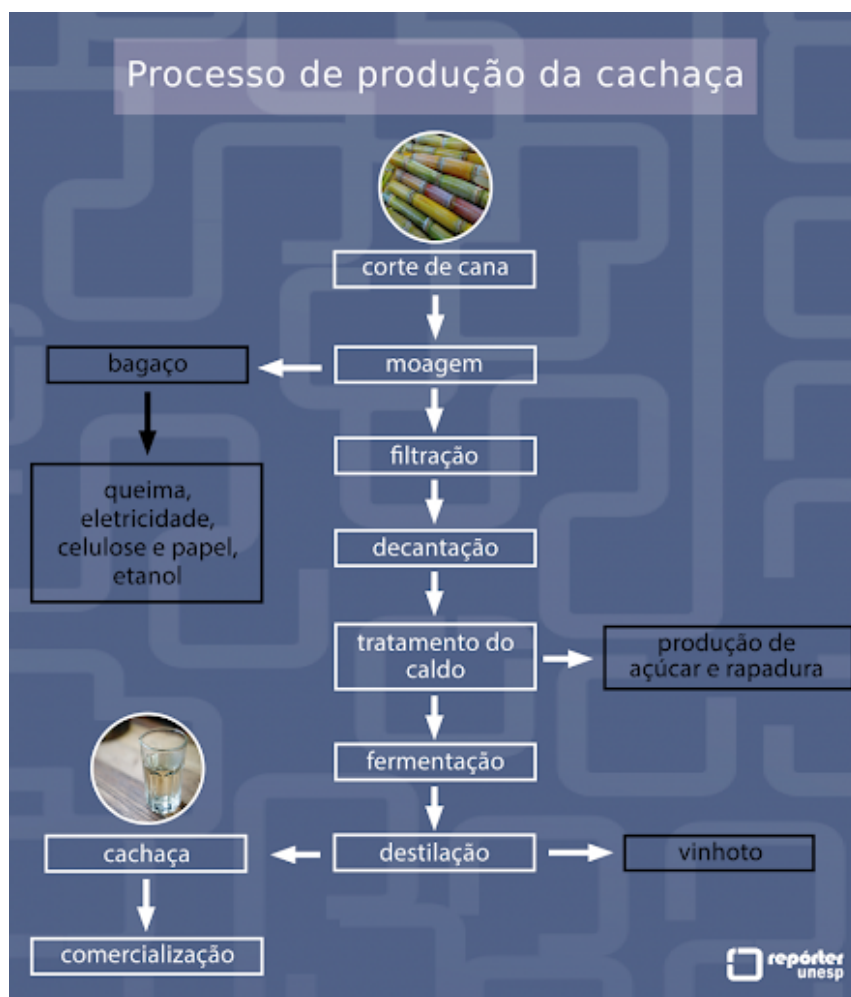 Processo de produção da cachaça
corte de cana
bagaço
moagem
filtração
queima,
eletricidade,
celulose e papel,
etanol
decantação
tratamento do
caldo
produção de
açúcar e rapadura
fermentação
cachaça
destilação
vinhoto
comercialização
repórter
unesp